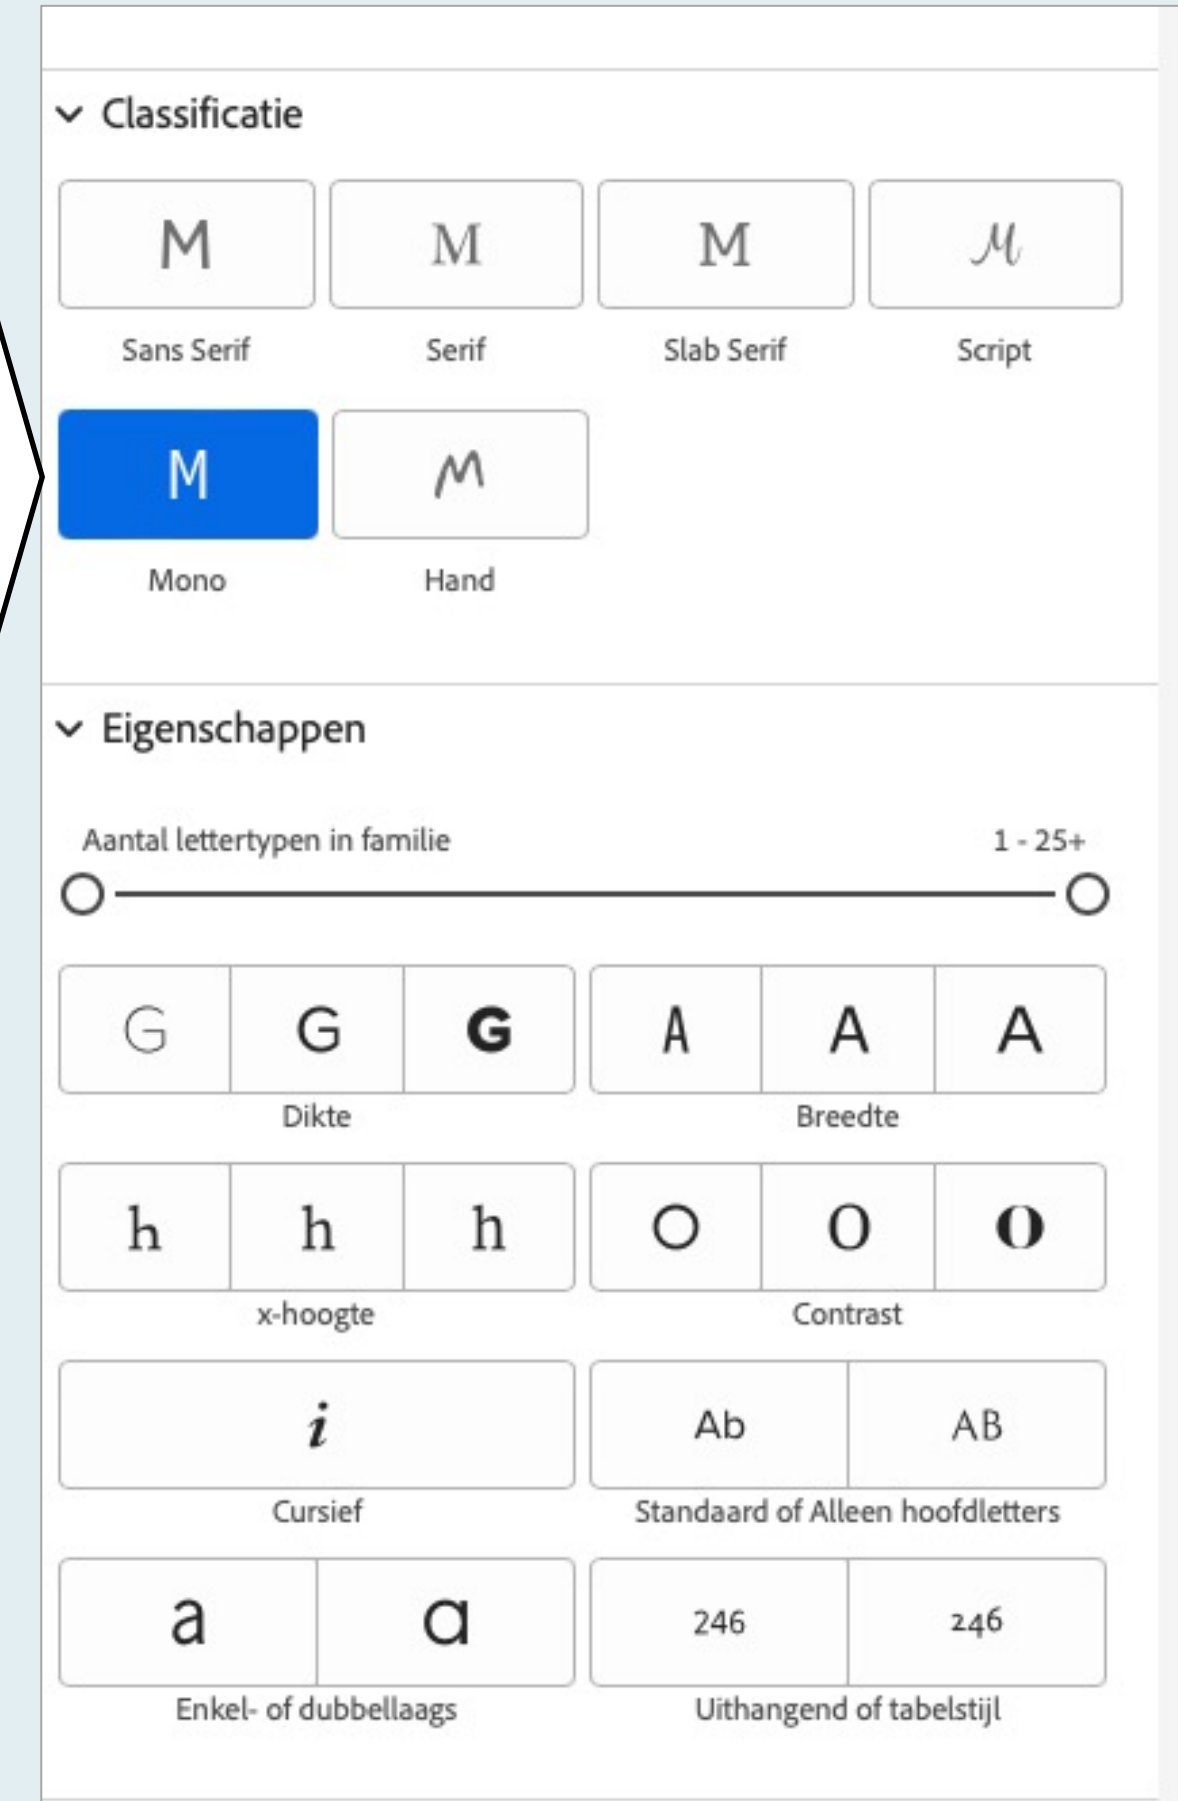 Classificatie
M M M M
Sans Serif Serif Slab Serif Script
M M
Mono Hand
Eigenschappen
Aantal lettertypen in familie 1 - 25+
G G G A A A
Dikte Breedte
h h h O O O
x-hoogte Contrast
i Ab AB
Cursief Standaard of Alleen hoofdletters
a a 246 246
Enkel- of dubbellaags Uithangend of tabelstijl